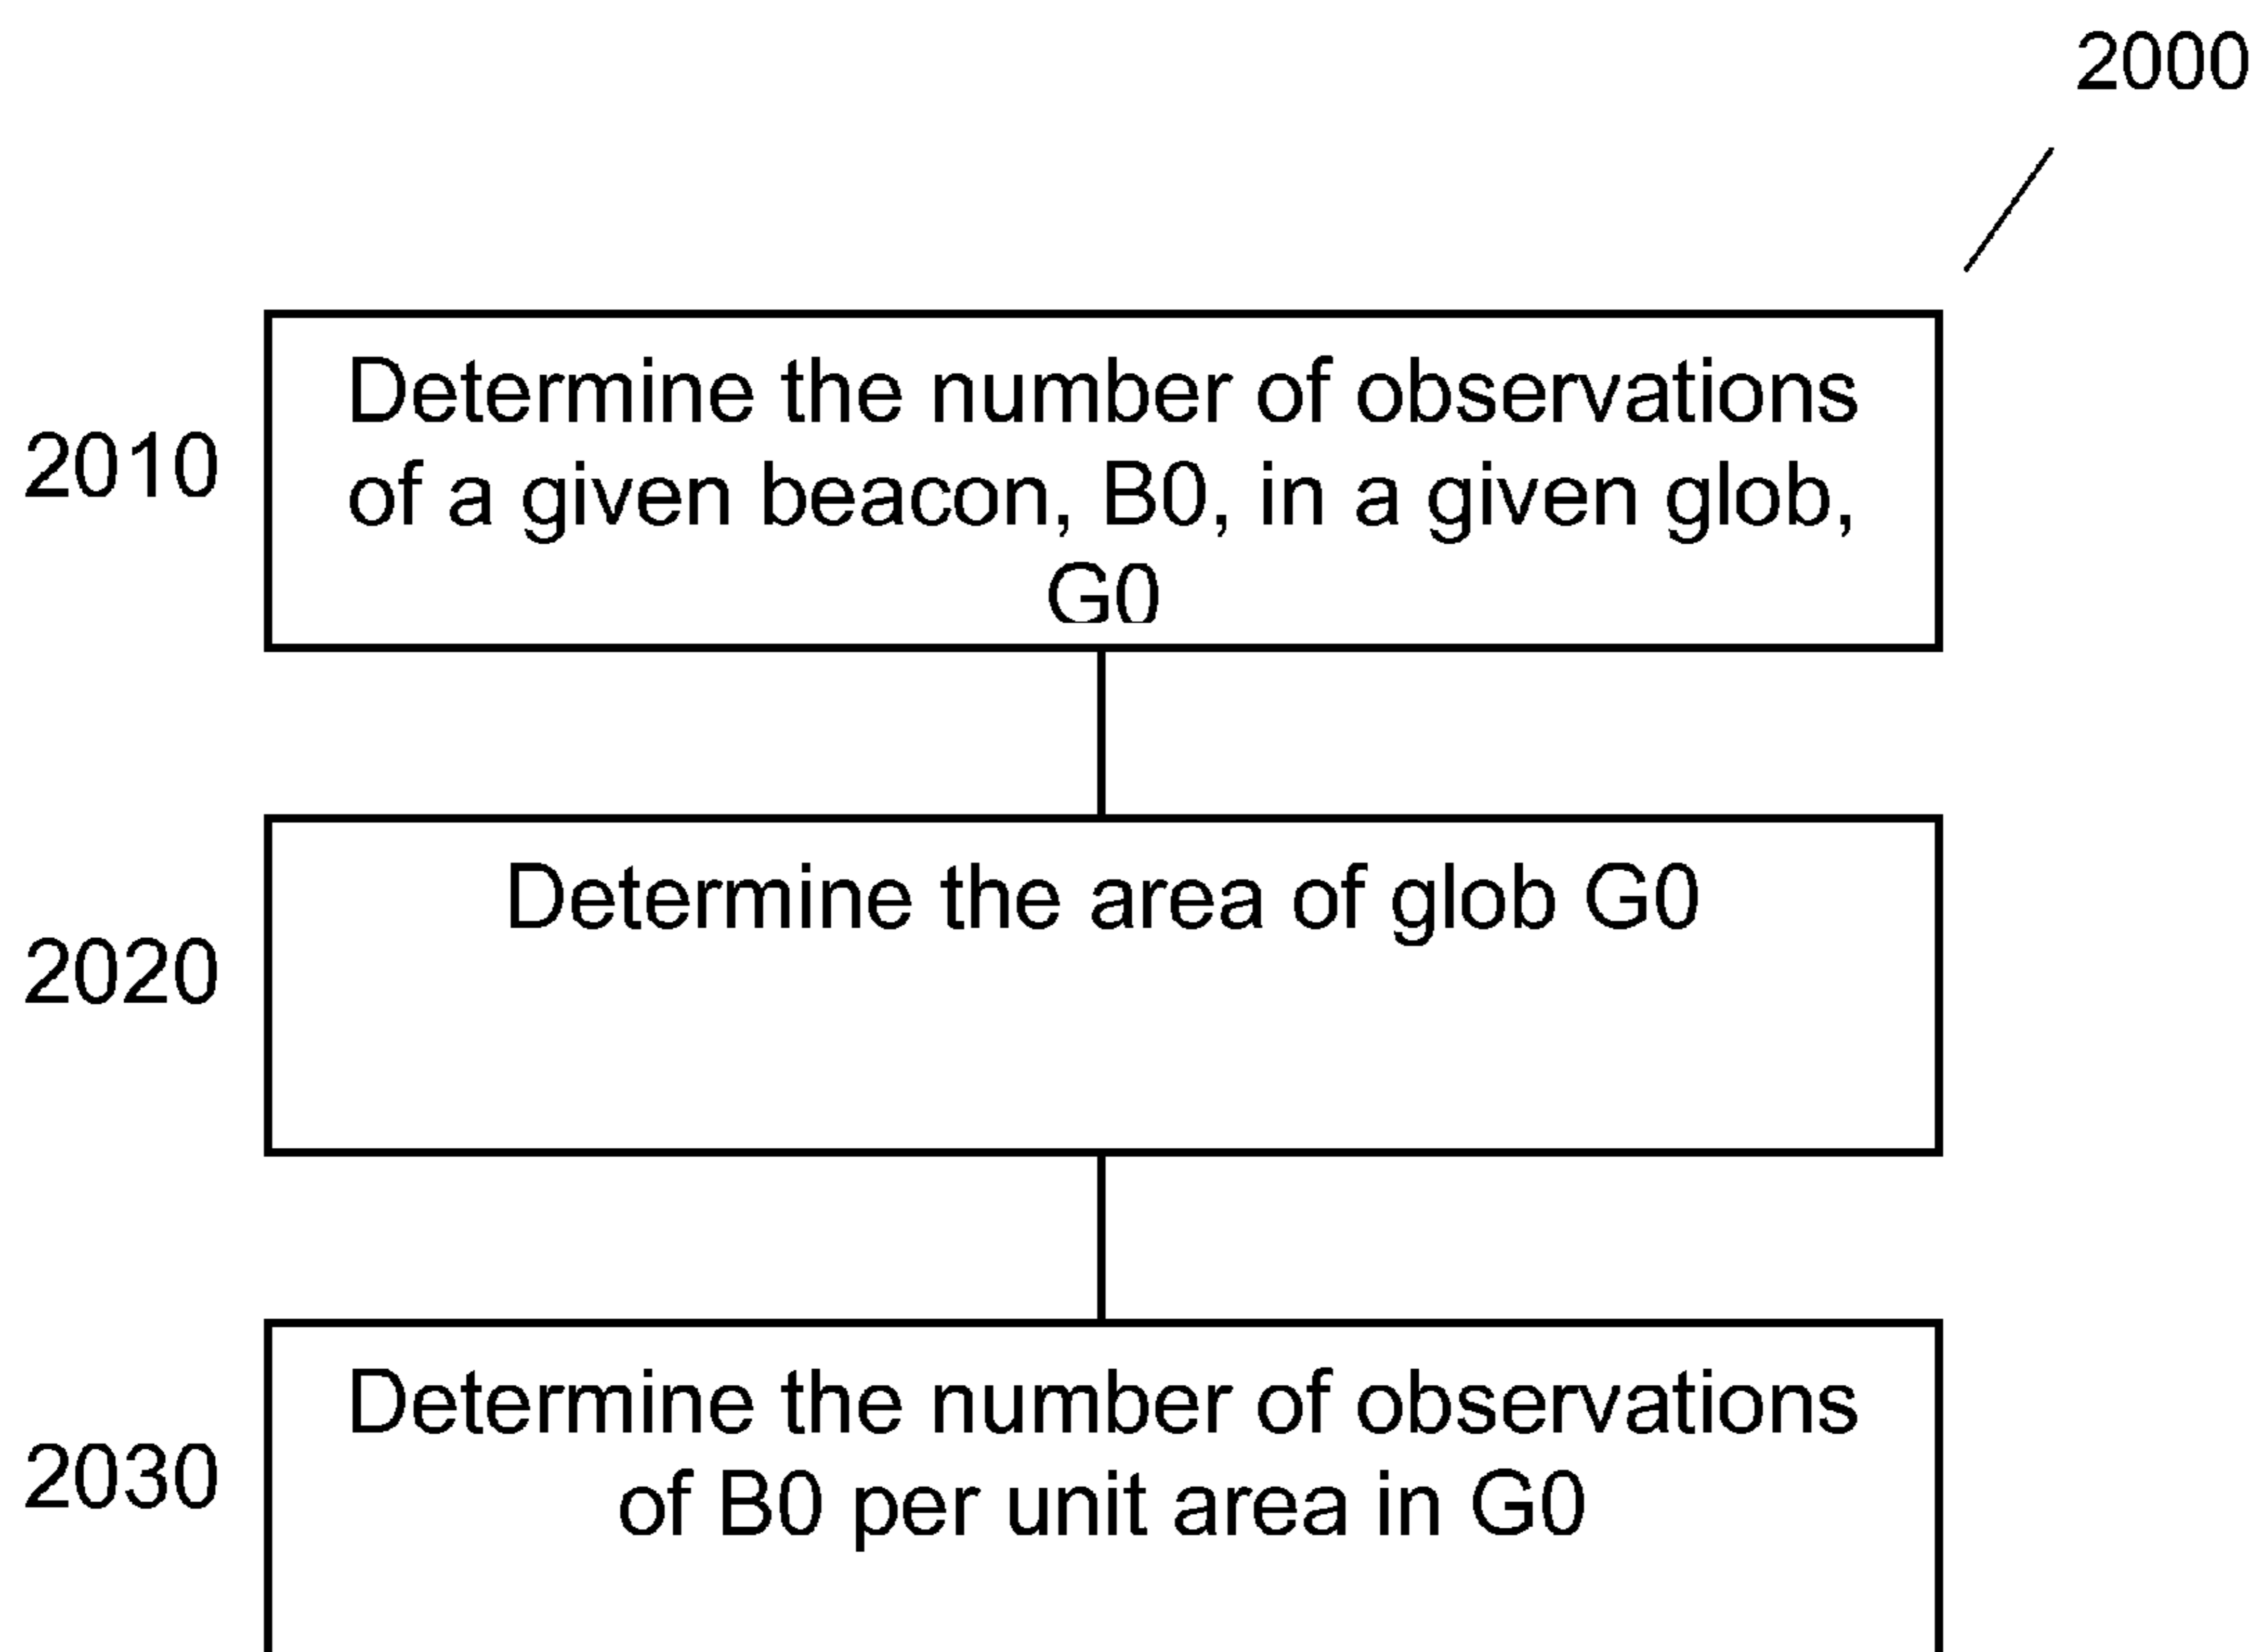 2000
2010
Determine the number of observations
of a given beacon, B0, in a given glob,
G0
2020
Determine the area of glob G0
2030
Determine the number of observations
of B0 per unit area in G0